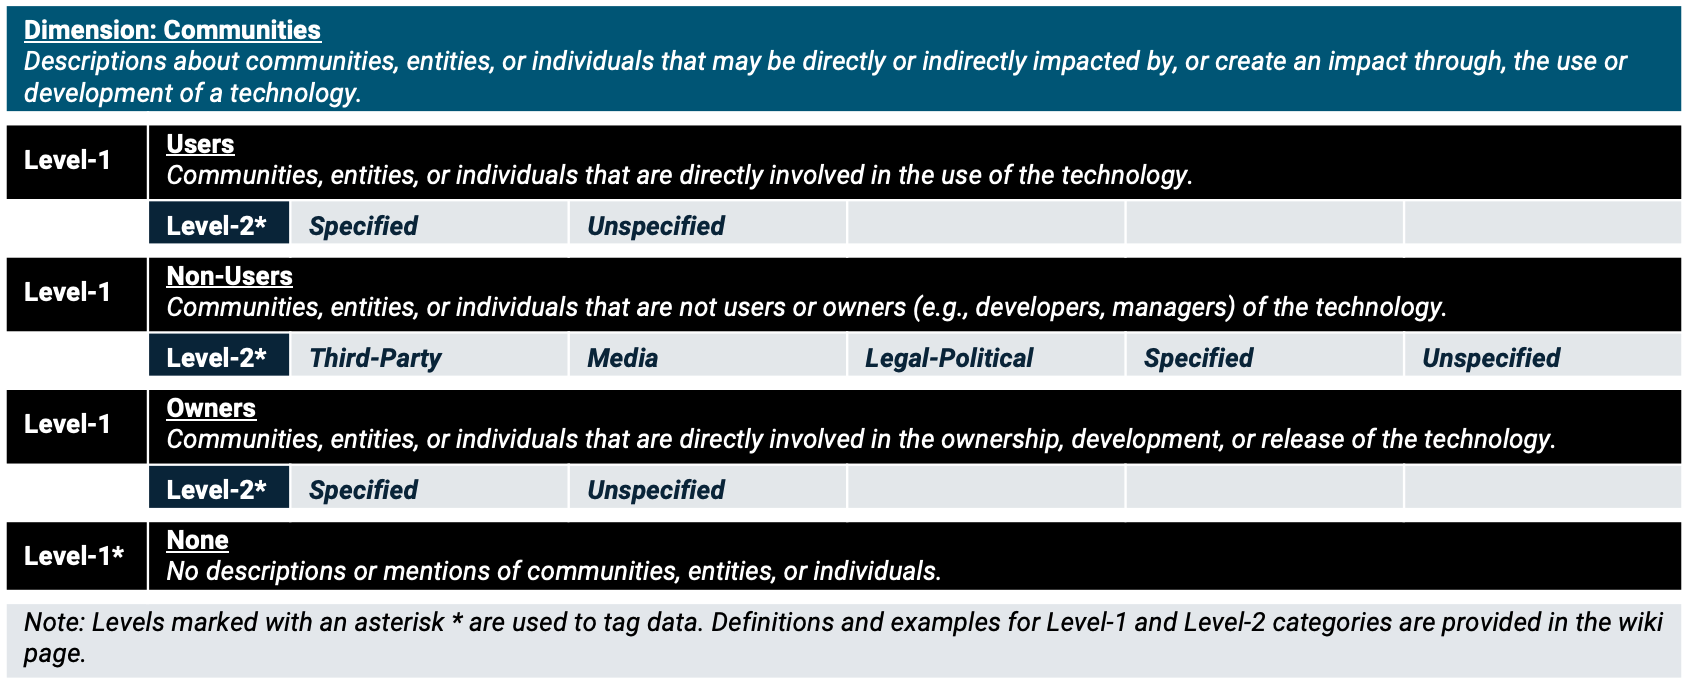 Dimension: Communities
Descriptions about communities, entities, or individuals that may be directly or indirectly impacted by, or create an impact through, the use or
development of a technology.
Level-1
Users
Communities, entities, or individuals that are directly involved in the use of the technology.
Level-2* Specified Unspecified
Level-1
Non-Users
Communities, entities, or individuals that are not users or owners (e.g., developers, managers) of the technology.
Level-2* Third-Party Media Legal-Political Specified Unspecified
Level-1
Owners
Communities, entities, or individuals that are directly involved in the ownership, development, or release of the technology.
Level-2* Specified Unspecified
Level-1*
None
No descriptions or mentions of communities, entities, or individuals.
Note: Levels marked with an asterisk * are used to tag data. Definitions and examples for Level-1 and Level-2 categories are provided in the wiki
page.